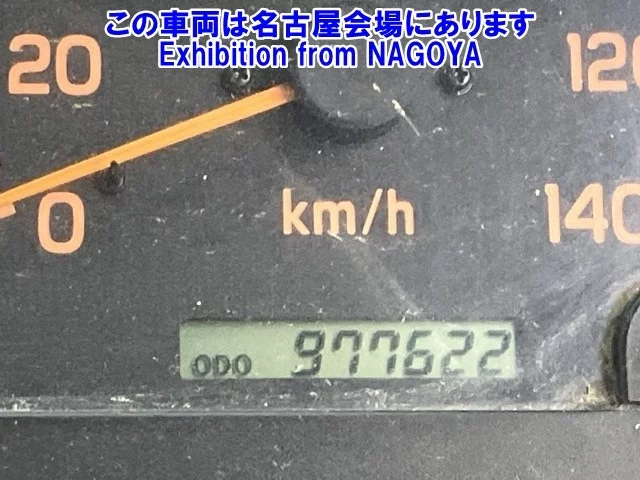 この車両は名古屋会場にあります
Exhibition from NAGOYA
20
120
0
km/h
140
ODO 977622